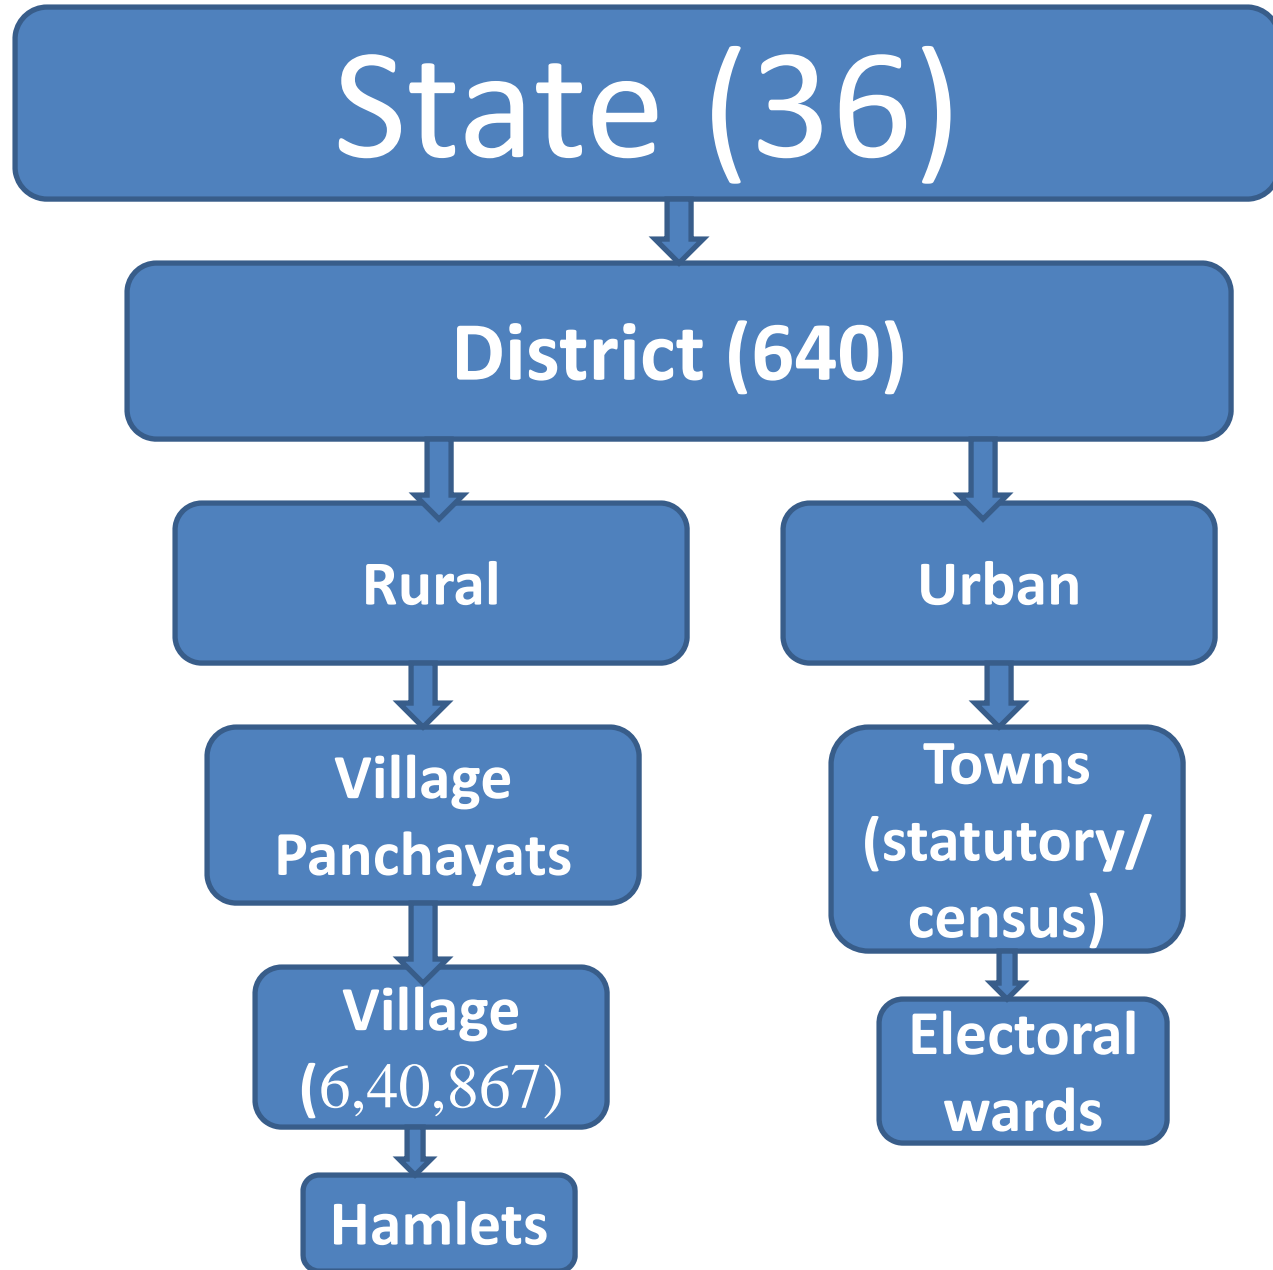 State (36)
District (640)
Rural
Urban
Village
Panchayats
Towns
(statutory/
census)
Village
(6,40,867)
Electoral
wards
Hamlets